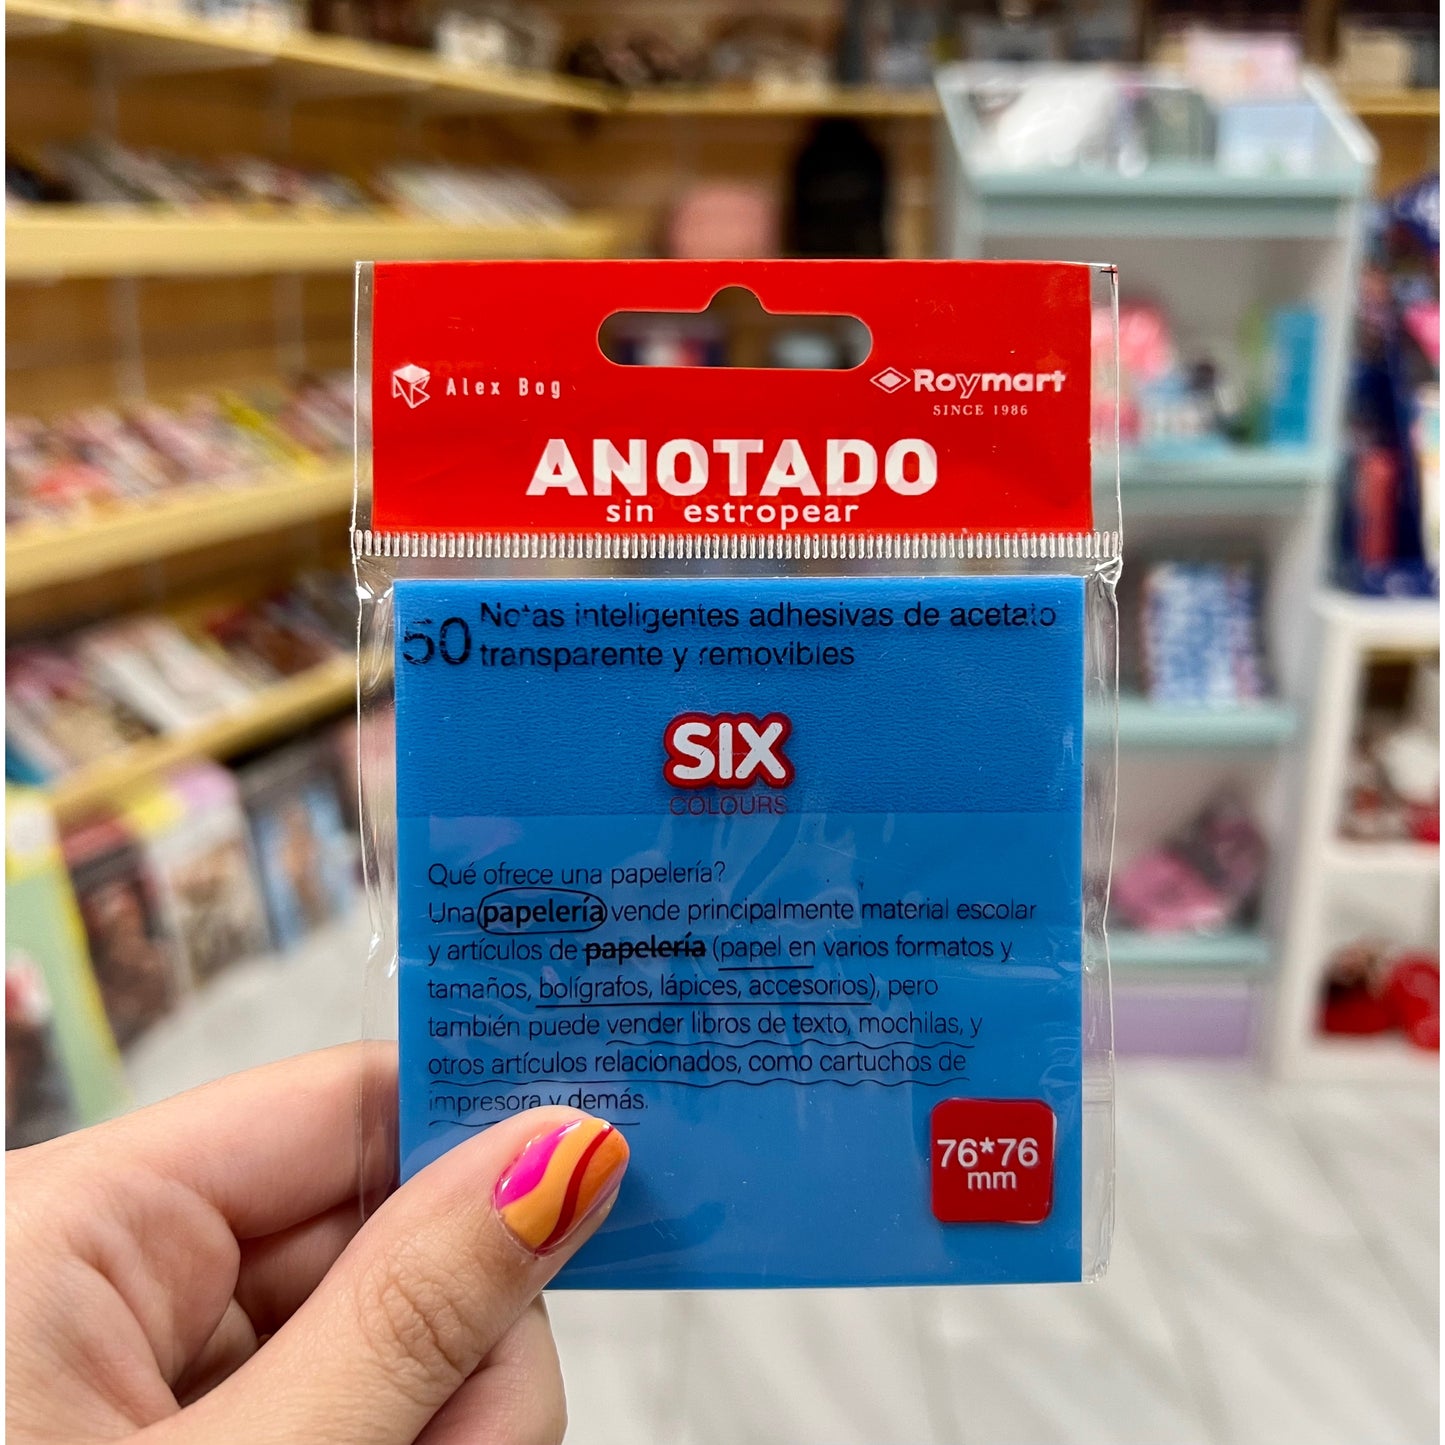 Alex Bog
Roymart
SINCE 1986
ANOTADO
sin estropear
50 Notas inteligentes adhesivas de acetato
transparente y removibles
SIX
COLOURS
Qué ofrece una papelería?
Una papelería vende principalmente material escolar
y artículos de papelería (papel en varios formatos y
tamaños, bolígrafos, lápices, accesorios), pero
también puede vender libros de texto, mochilas, y
otros artículos relacionados, como cartuchos de
impresora y demás.
76*76
mm